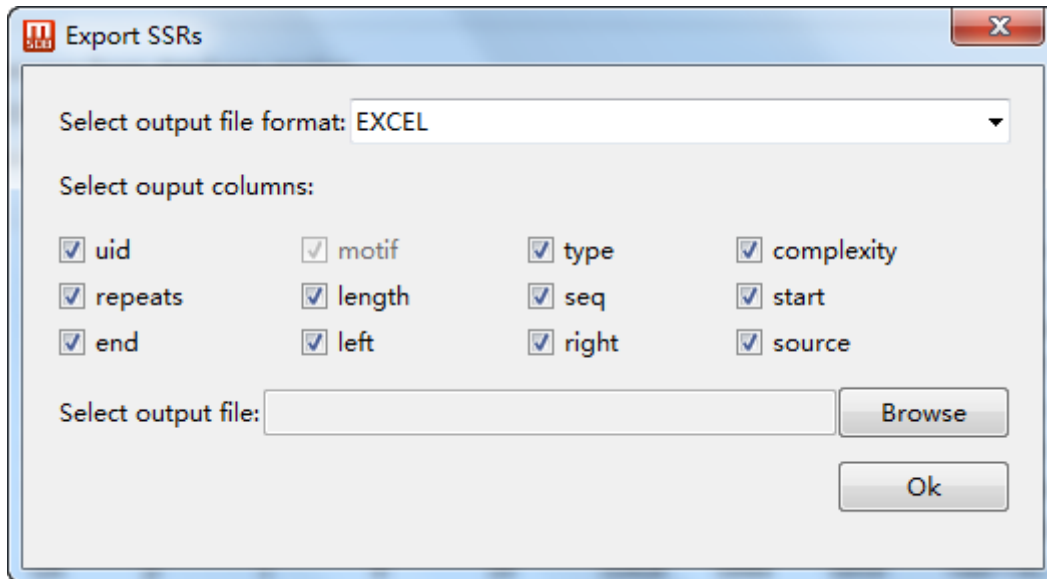 Export SSRs
Select output file format: EXCEL
Select ouput columns:
uid motif type complexity
repeats length seq start
end left right source
Select output file: Browse
Ok